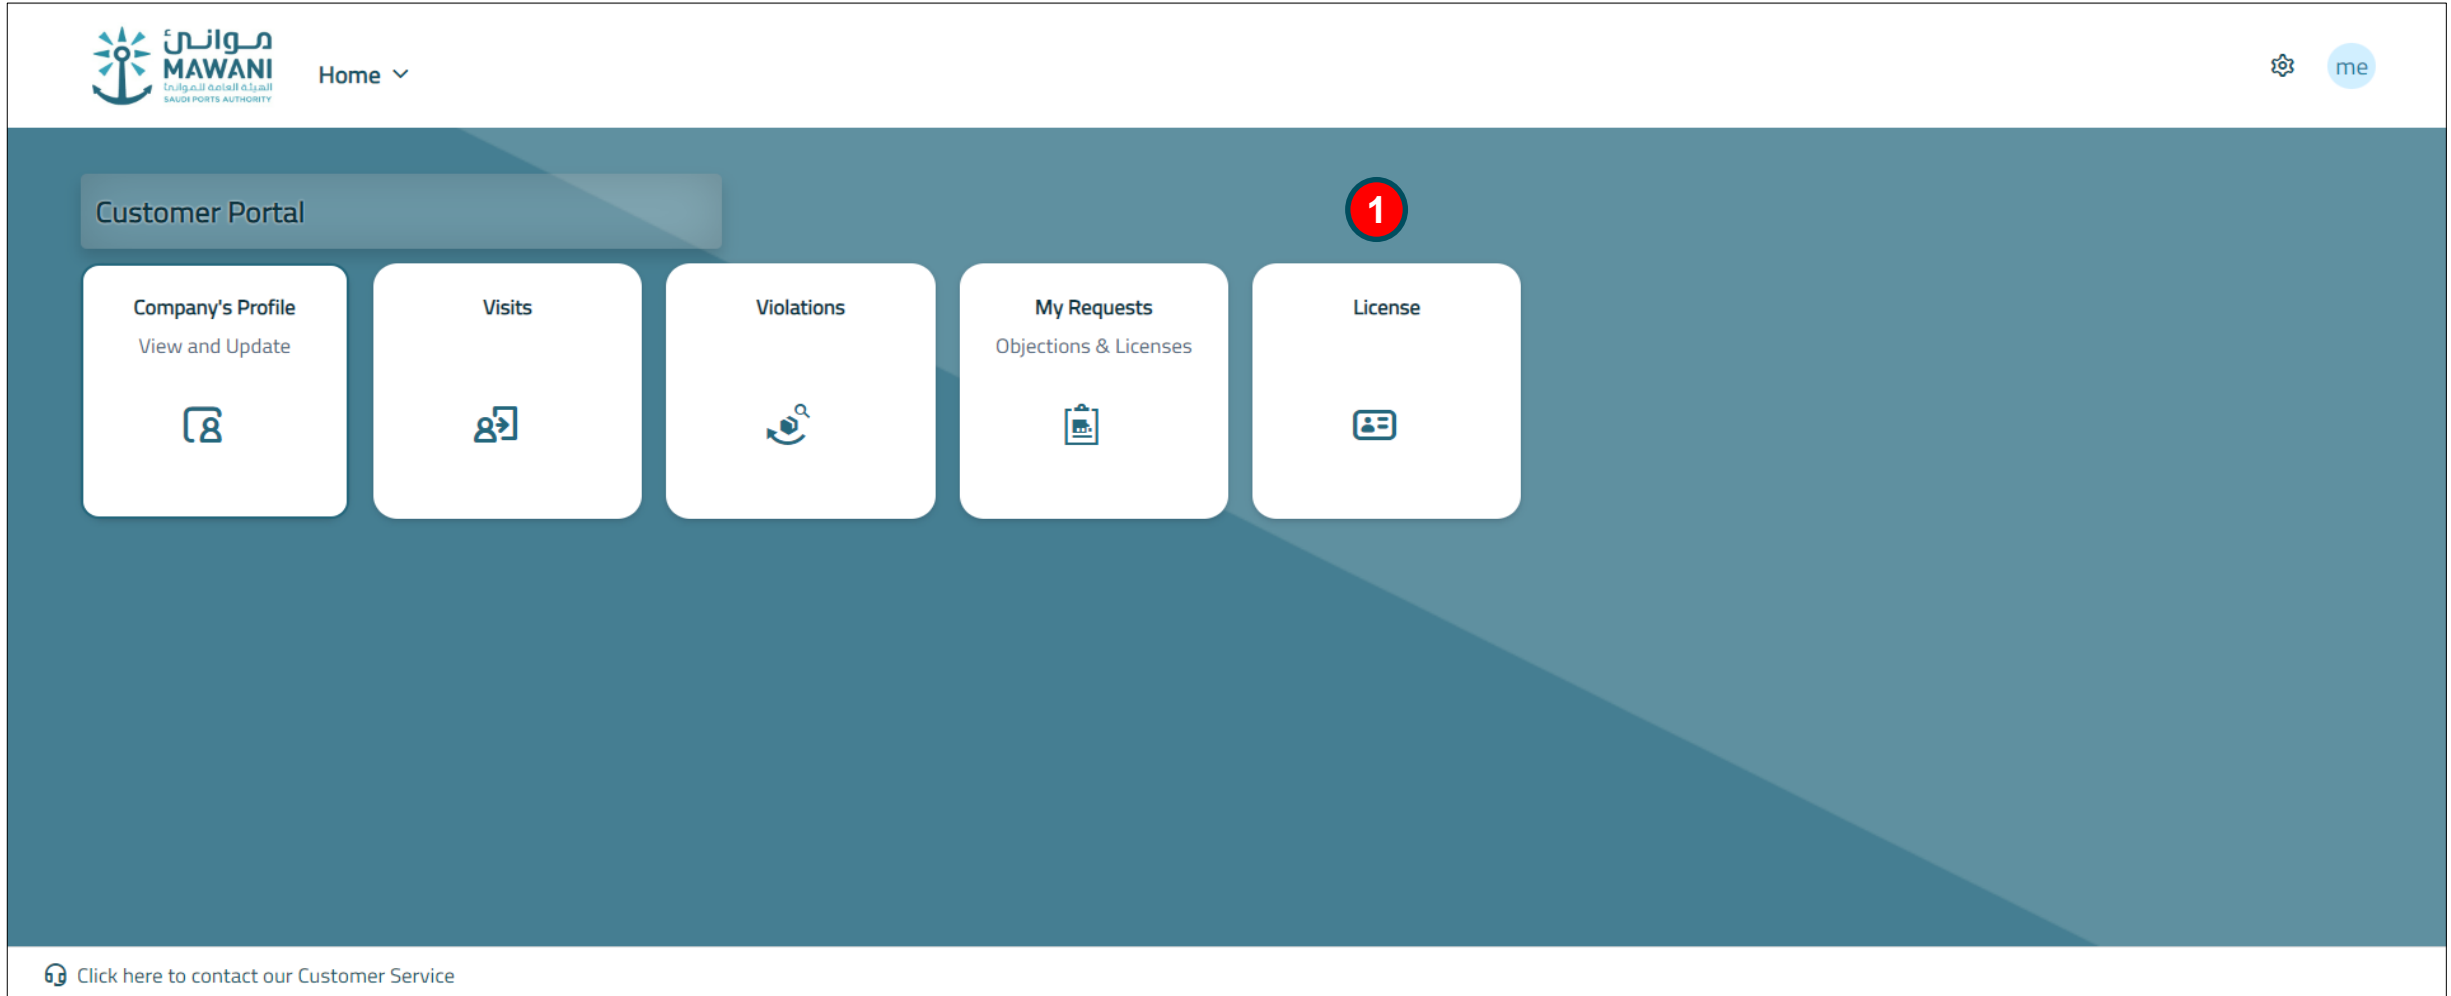 موانئ
MAWANI
الهيئة العامة للموانئ
SAUDI PORTS AUTHORITY
Home
me
Customer Portal
1
Company's Profile
View and Update
Visits
Violations
My Requests
Objections & Licenses
License
Click here to contact our Customer Service